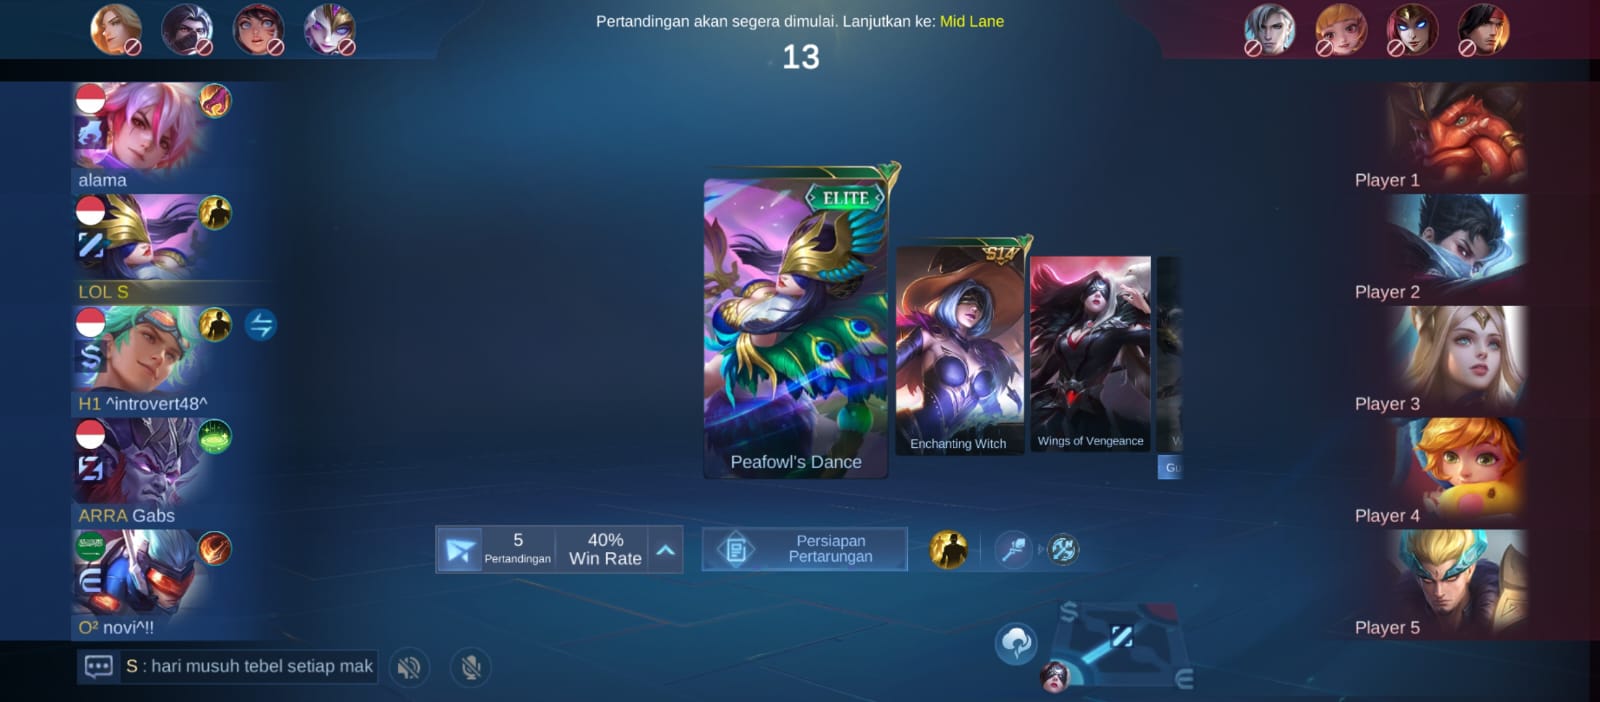 Pertandingan akan segera dimulai. Lanjutkan ke: Mid Lane
13
alama
LOL S
H1 ^introvert48^
ARRA Gabs
O² novi^!!
ELITE
Peafowl's Dance
S14
Enchanting Witch
Wings of Vengeance
W
Gu
5
Pertandingan
40%
Win Rate
Persiapan
Pertarungan
Player 1
Player 2
Player 3
Player 4
Player 5
S : hari musuh tebel setiap mak